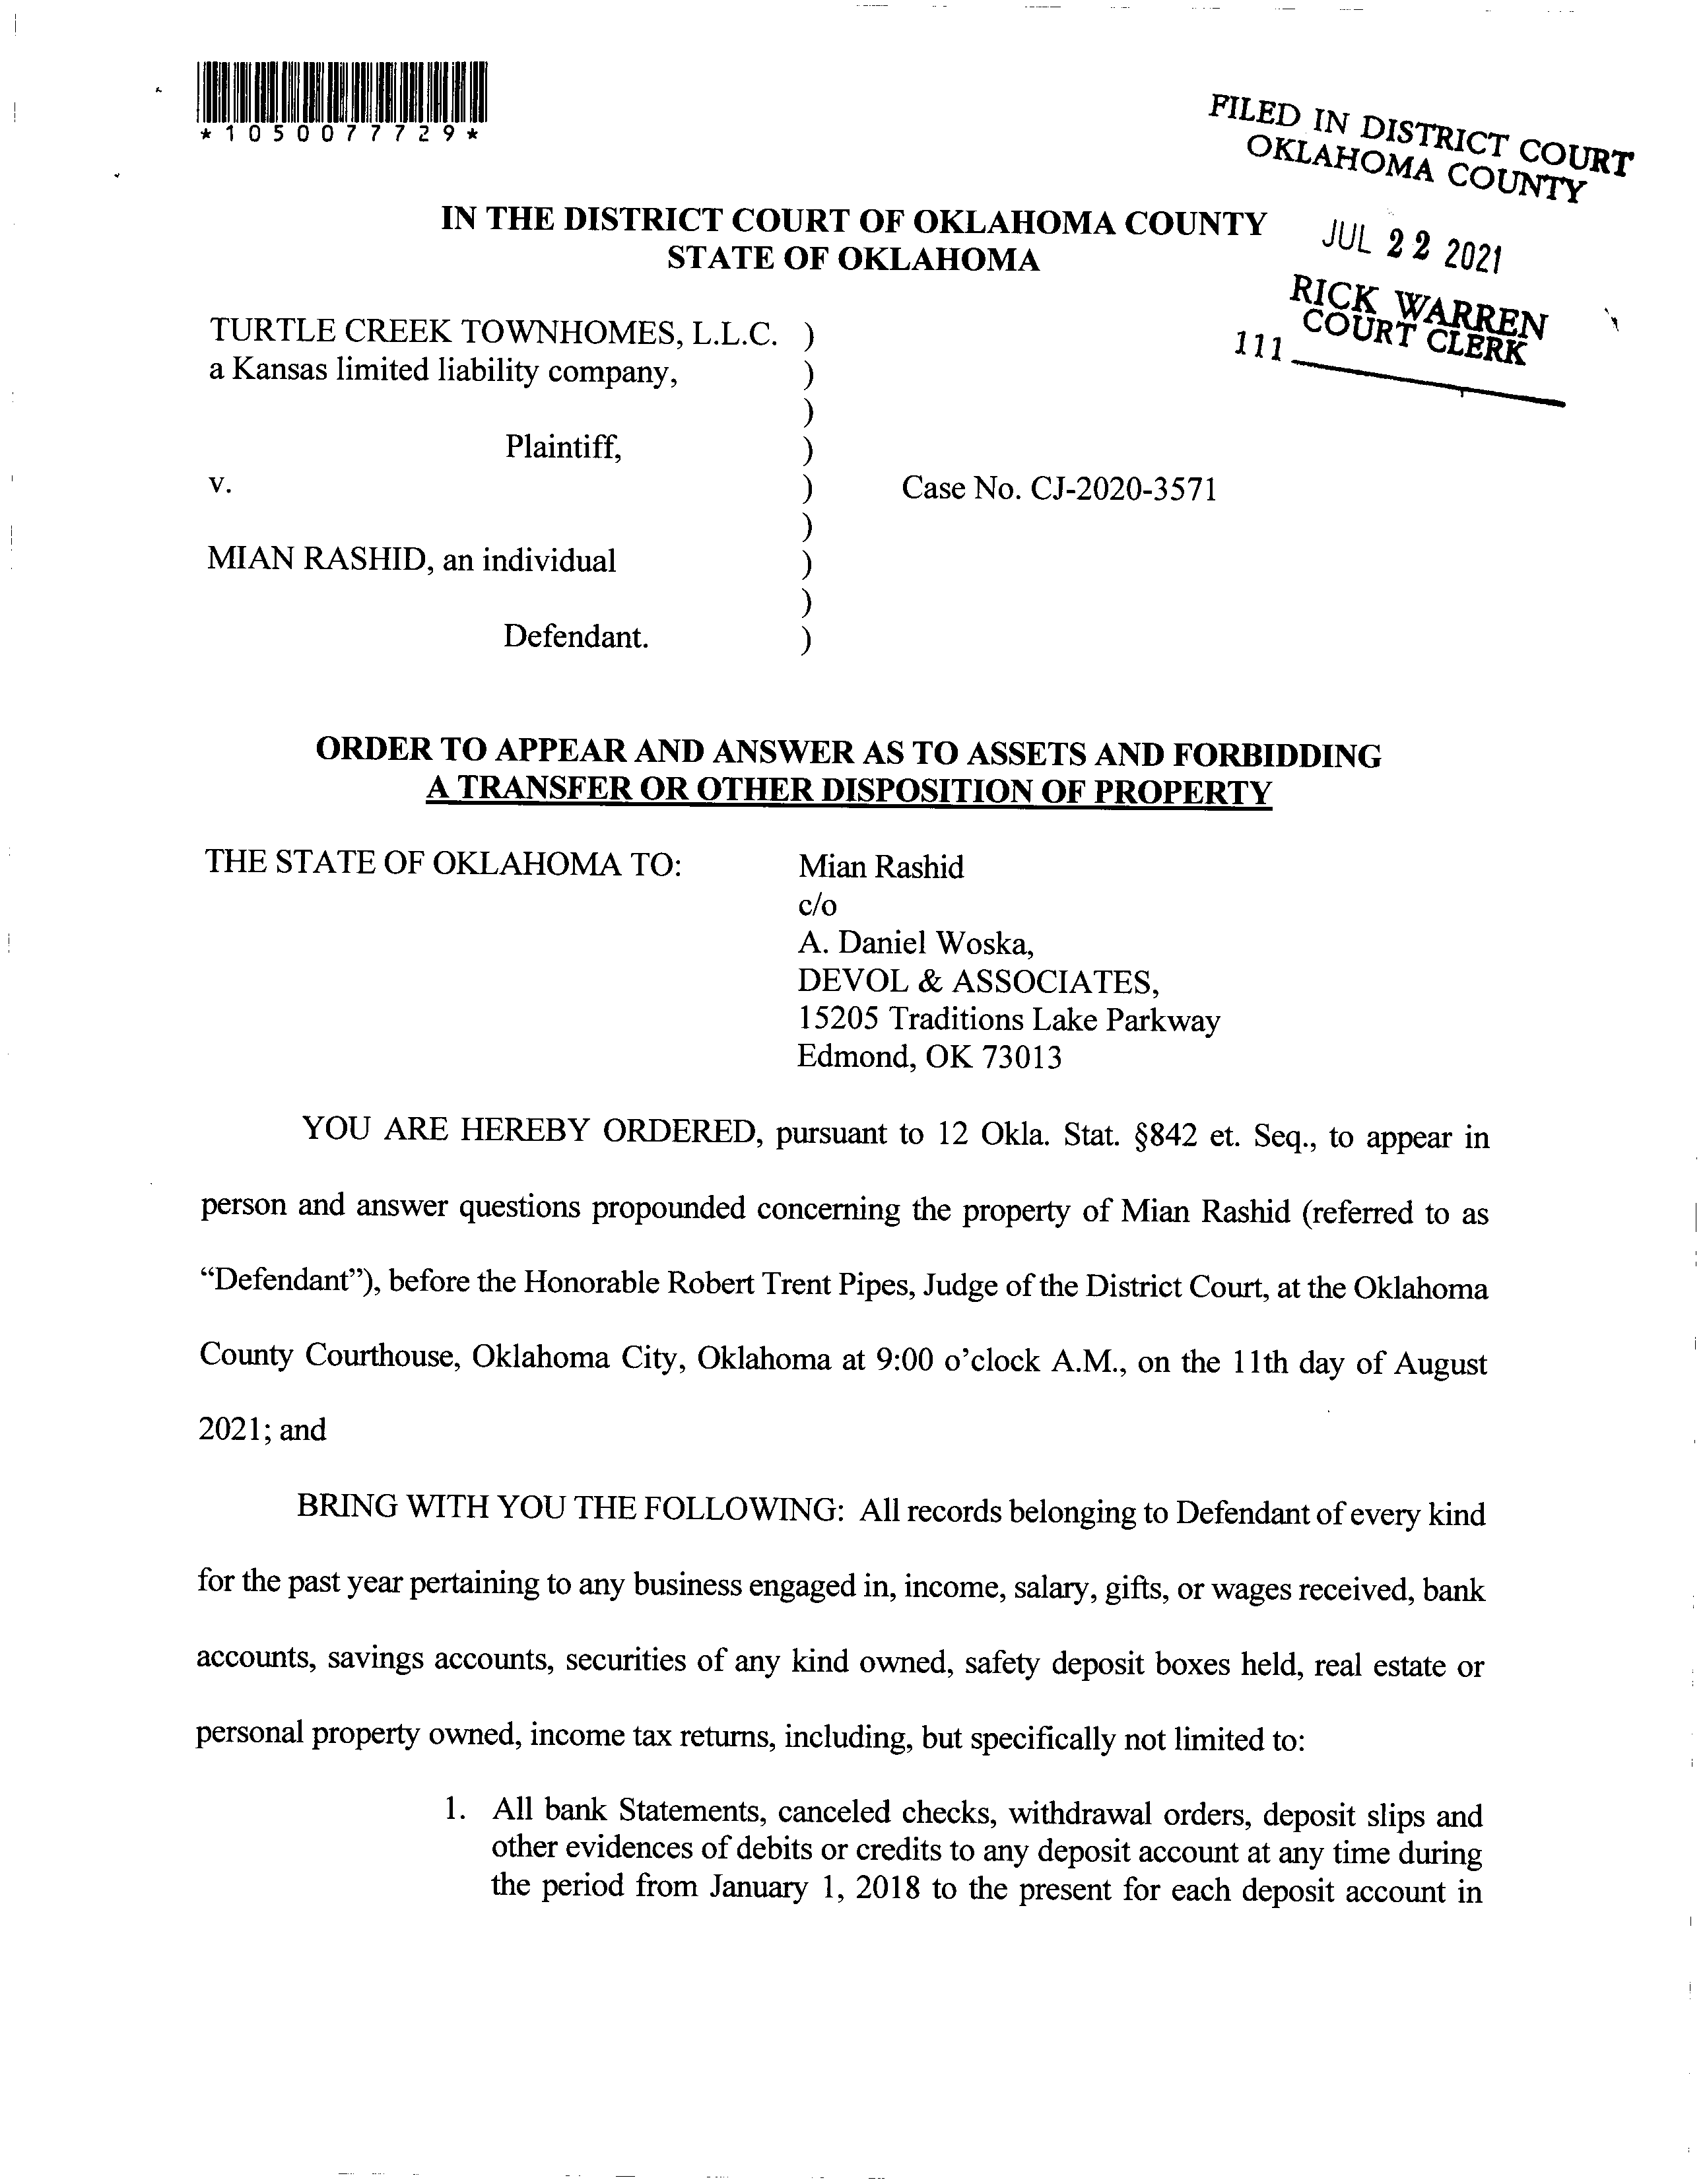 *1050077729*
FILED IN DISTRICT COURT
OKLAHOMA COUNTY
JUL 22 2021
RICK WARREN
COURT CLERK
111
IN THE DISTRICT COURT OF OKLAHOMA COUNTY
STATE OF OKLAHOMA
TURTLE CREEK TOWNHOMES, L.L.C. )
a Kansas limited liability company, )
)
Plaintiff, )
v. ) Case No. CJ-2020-3571
)
MIAN RASHID, an individual )
)
Defendant. )
ORDER TO APPEAR AND ANSWER AS TO ASSETS AND FORBIDDING
A TRANSFER OR OTHER DISPOSITION OF PROPERTY
THE STATE OF OKLAHOMA TO: Mian Rashid
c/o
A. Daniel Woska,
DEVOL & ASSOCIATES,
15205 Traditions Lake Parkway
Edmond, OK 73013
YOU ARE HEREBY ORDERED, pursuant to 12 Okla. Stat. §842 et. Seq., to appear in
person and answer questions propounded concerning the property of Mian Rashid (referred to as
“Defendant”), before the Honorable Robert Trent Pipes, Judge of the District Court, at the Oklahoma
County Courthouse, Oklahoma City, Oklahoma at 9:00 o’clock A.M., on the 11th day of August
2021; and
BRING WITH YOU THE FOLLOWING: All records belonging to Defendant of every kind
for the past year pertaining to any business engaged in, income, salary, gifts, or wages received, bank
accounts, savings accounts, securities of any kind owned, safety deposit boxes held, real estate or
personal property owned, income tax returns, including, but specifically not limited to:
1. All bank Statements, canceled checks, withdrawal orders, deposit slips and
other evidences of debits or credits to any deposit account at any time during
the period from January 1, 2018 to the present for each deposit account in